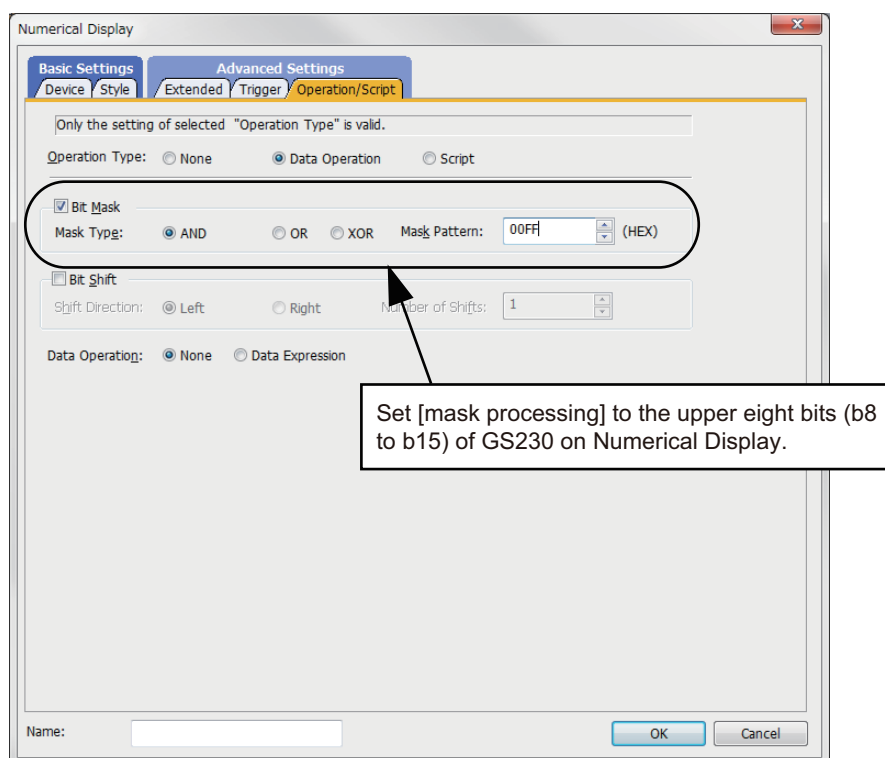 Numerical Display
Basic Settings Advanced Settings
Device Style Extended Trigger Operation/Script
Only the setting of selected "Operation Type" is valid.
Operation Type: None Data Operation Script
Bit Mask
Mask Type: AND OR XOR Mask Pattern: 00FF (HEX)
Bit Shift
Shift Direction: Left Right Number of Shifts: 1
Data Operation: None Data Expression
Set [mask processing] to the upper eight bits (b8
to b15) of GS230 on Numerical Display.
Name: OK Cancel